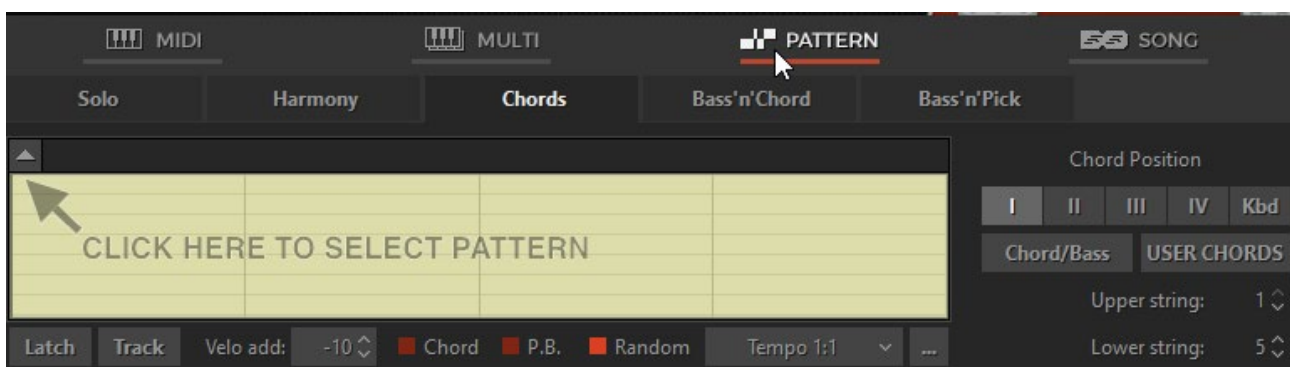 MIDI MULTI PATTERN SONG
Solo Harmony Chords Bass'n'Chord Bass'n'Pick
Chord Position
I II III IV Kbd
CLICK HERE TO SELECT PATTERN
Chord/Bass USER CHORDS
Upper string: 1
Latch Track Velo add: -10 Chord P.B. Random Tempo 1:1 ...
Lower string: 5